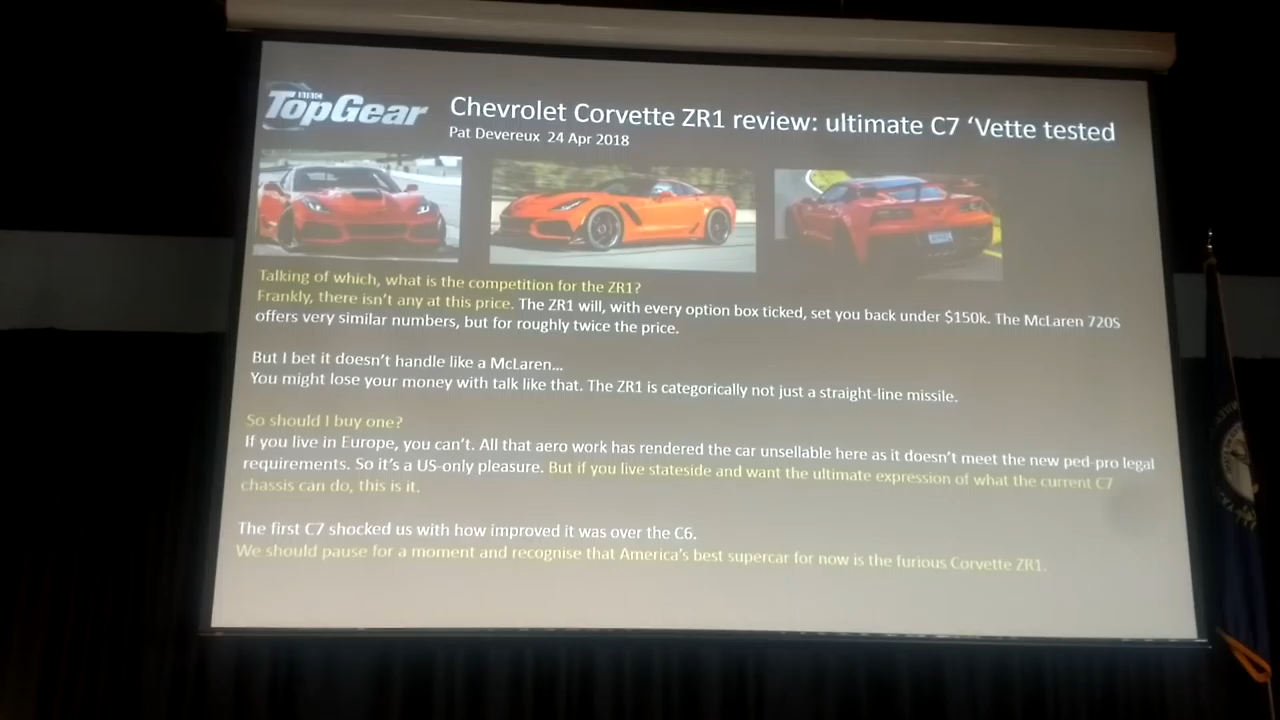 BBC
TopGear
Chevrolet Corvette ZR1 review: ultimate C7 ‘Vette tested
Pat Devereux 24 Apr 2018
Talking of which, what is the competition for the ZR1?
Frankly, there isn’t any at this price. The ZR1 will, with every option box ticked, set you back under $150k. The McLaren 720S
offers very similar numbers, but for roughly twice the price.
But I bet it doesn’t handle like a McLaren…
You might lose your money with talk like that. The ZR1 is categorically not just a straight-line missile.
So should I buy one?
If you live in Europe, you can’t. All that aero work has rendered the car unsellable here as it doesn’t meet the new ped-pro legal
requirements. So it’s a US-only pleasure. But if you live stateside and want the ultimate expression of what the current C7
chassis can do, this is it.
The first C7 shocked us with how improved it was over the C6.
We should pause for a moment and recognise that America’s best supercar for now is the furious Corvette ZR1.